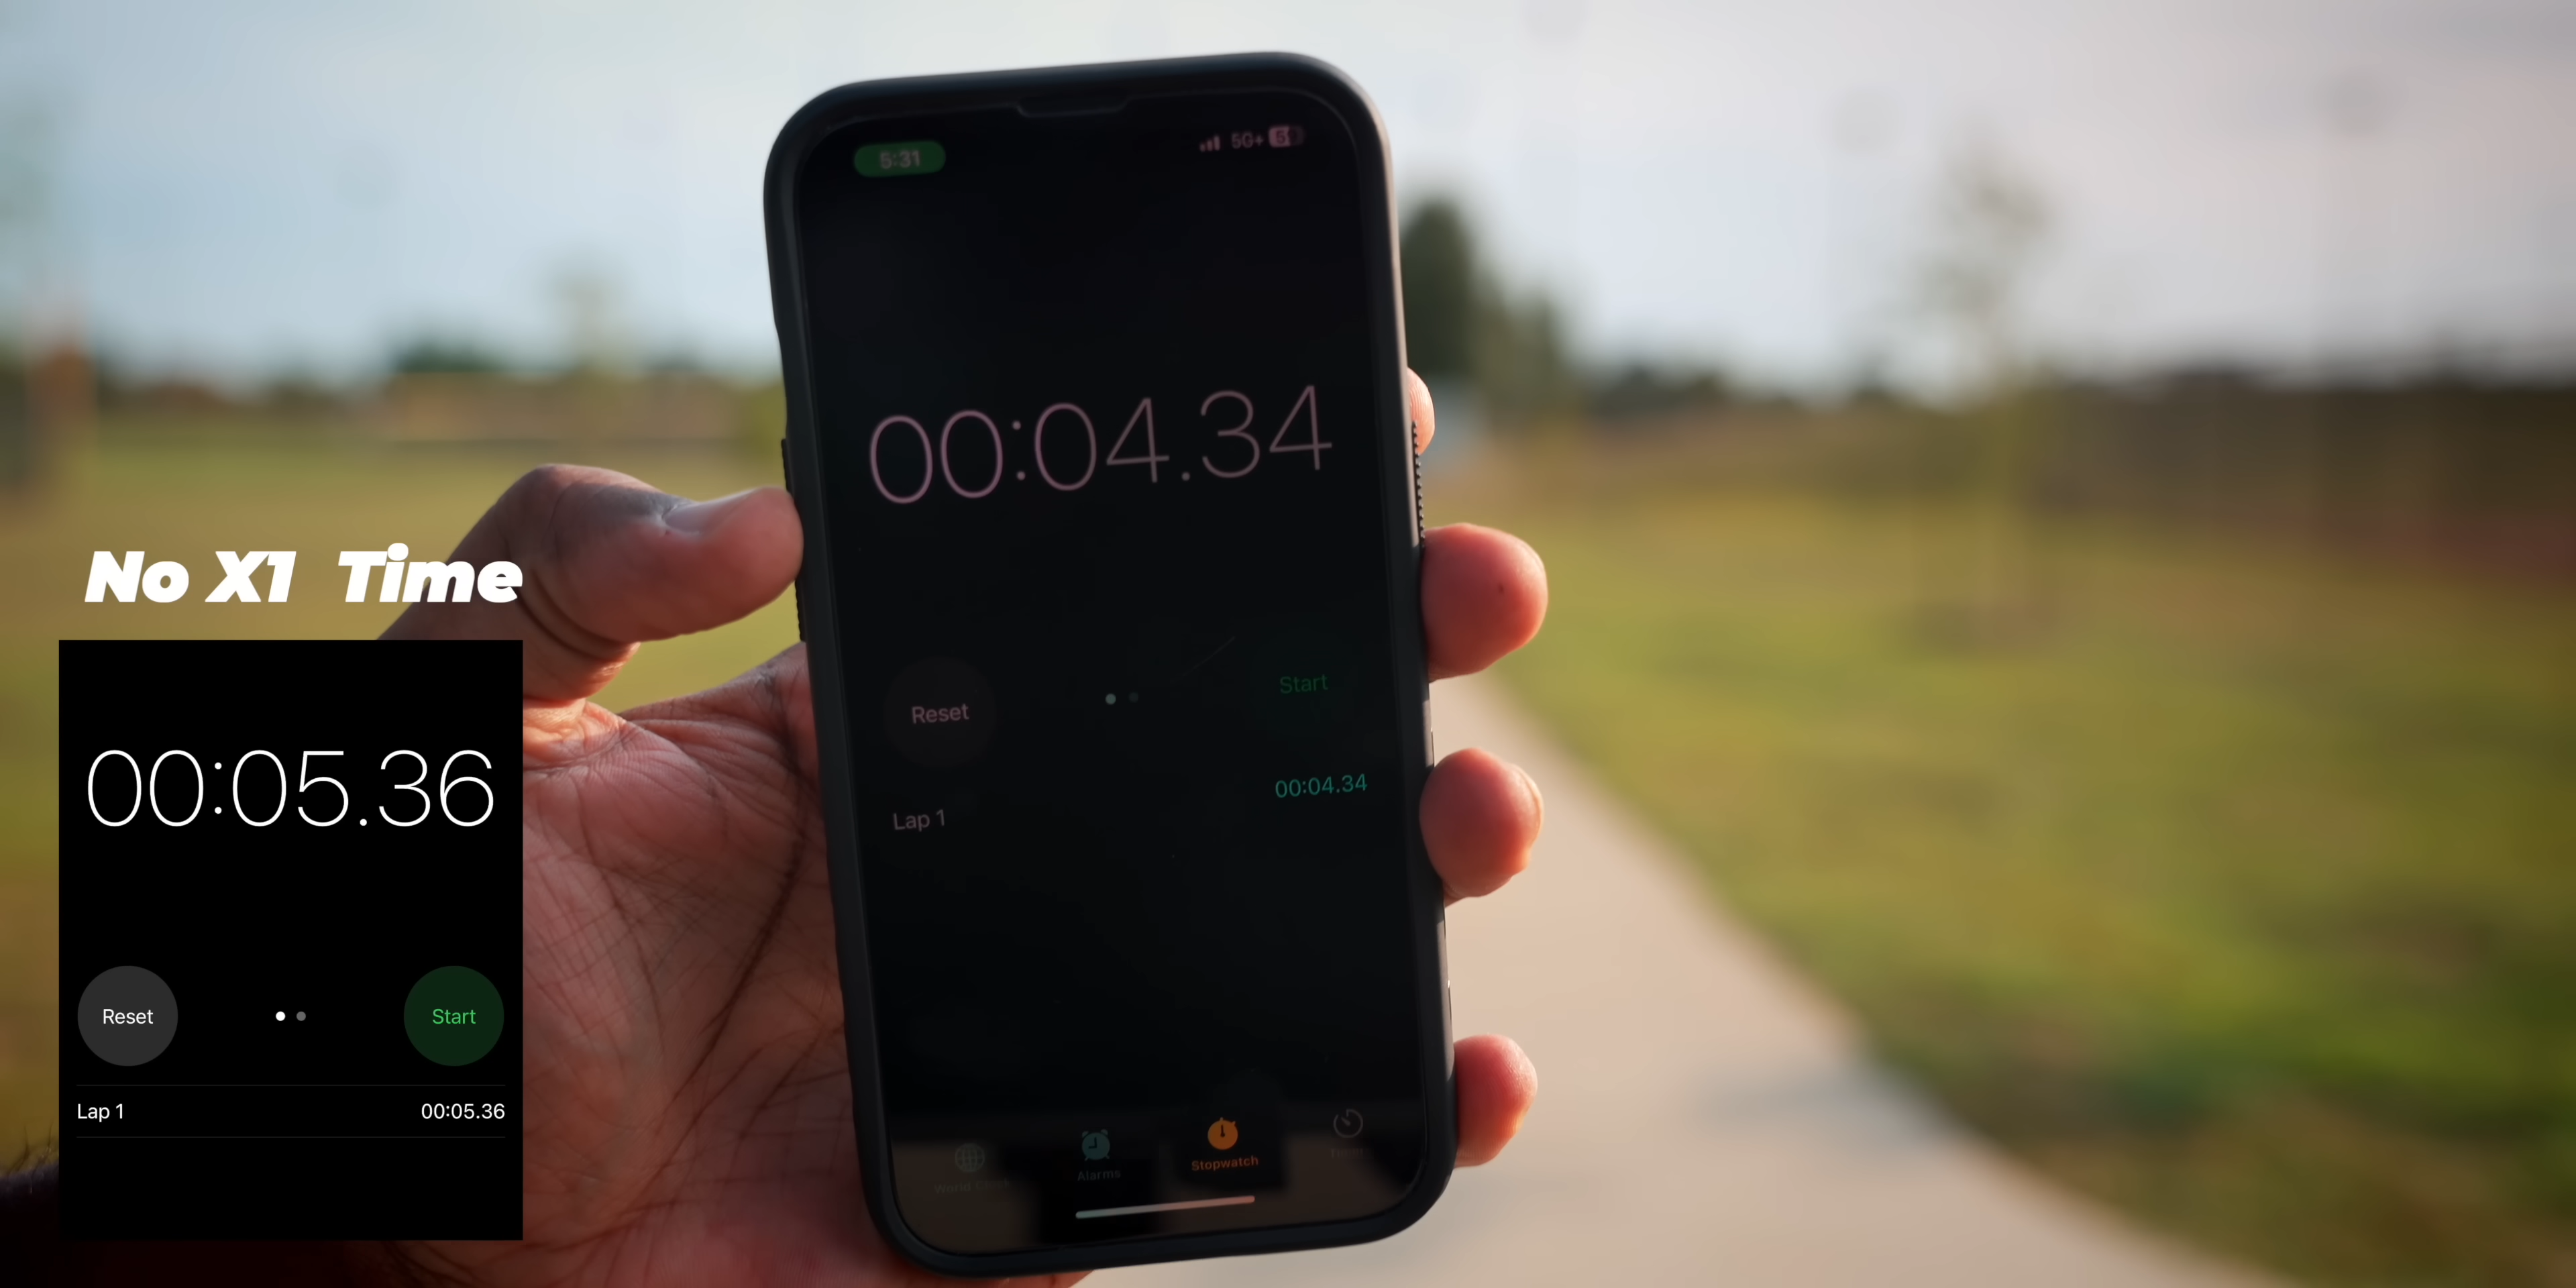 5:31
5G+
00:04.34
Reset
Start
Lap 1
00:04.34
Alarms
Stopwatch
No X1 Time
00:05.36
Reset
Start
Lap 1
00:05.36